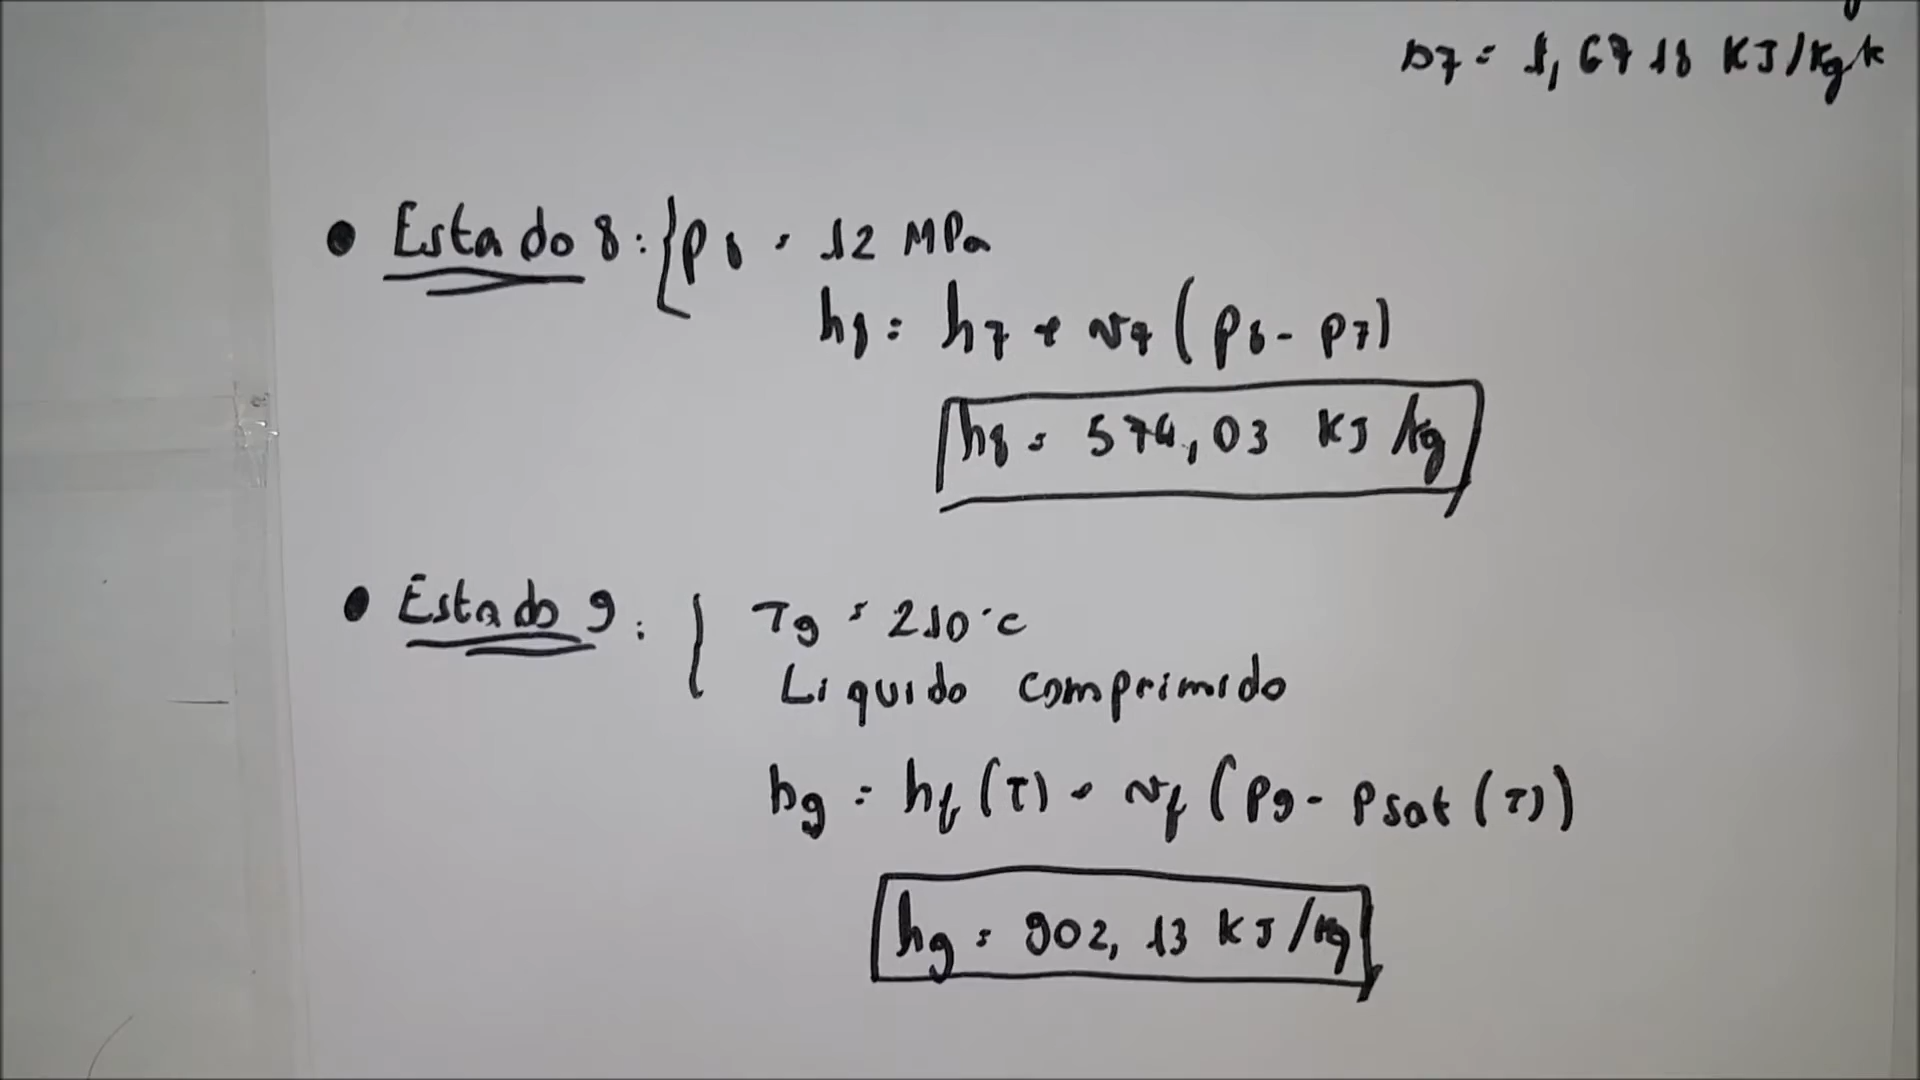 s7 = 1,6718 KJ/kgk
• Estado 8: { p8 = 12 MPa
h8 = h7 + v7 (p8 - p7)
h8 = 574,03 KJ/kg
• Estado 9: { T9 = 210°C
Liquido comprimido
h9 = hf(T) + vf (p9 - psat(T))
h9 = 902,13 KJ/kg